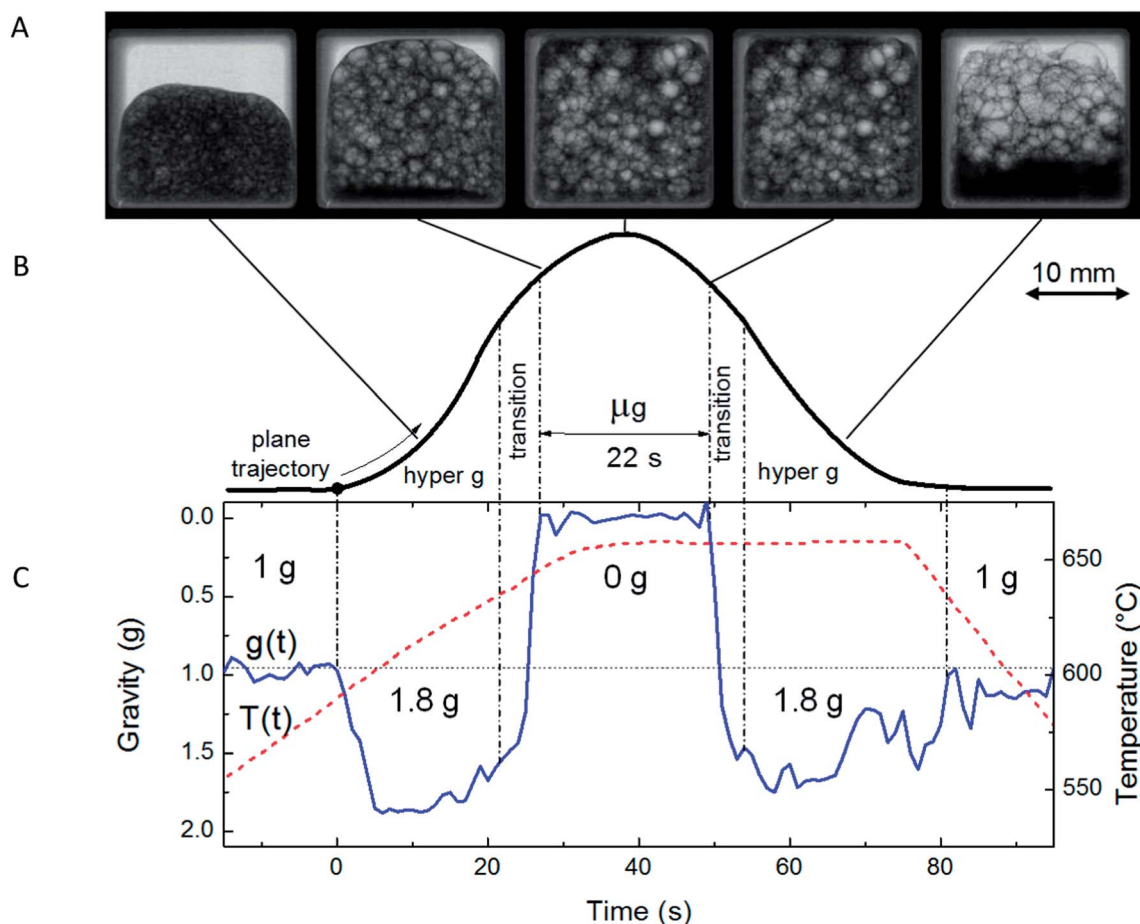 A
B
10 mm
transition
μg
transition
plane
trajectory
hyper g
22 s
hyper g
C
0.0
0.5
1.0
1.5
2.0
Gravity (g)
1 g
0 g
1 g
g(t)
T(t)
1.8 g
1.8 g
650
600
550
Temperature (°C)
0
20
40
60
80
Time (s)